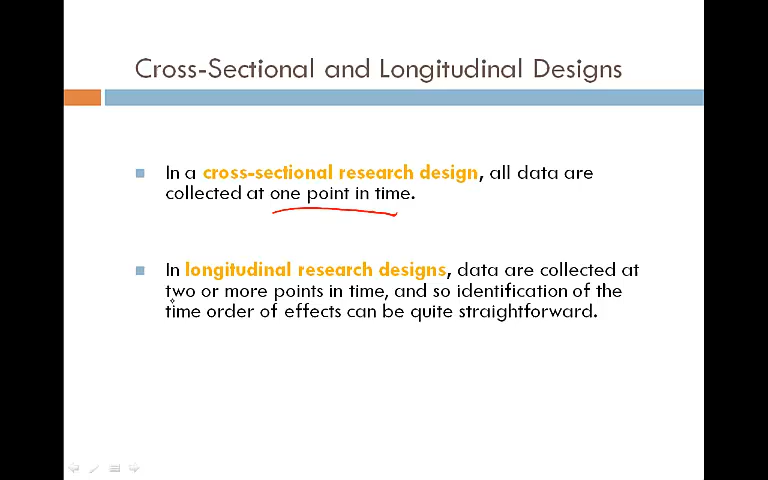 Cross-Sectional and Longitudinal Designs
In a cross-sectional research design, all data are
collected at one point in time.
In longitudinal research designs, data are collected at
two or more points in time, and so identification of the
time order of effects can be quite straightforward.